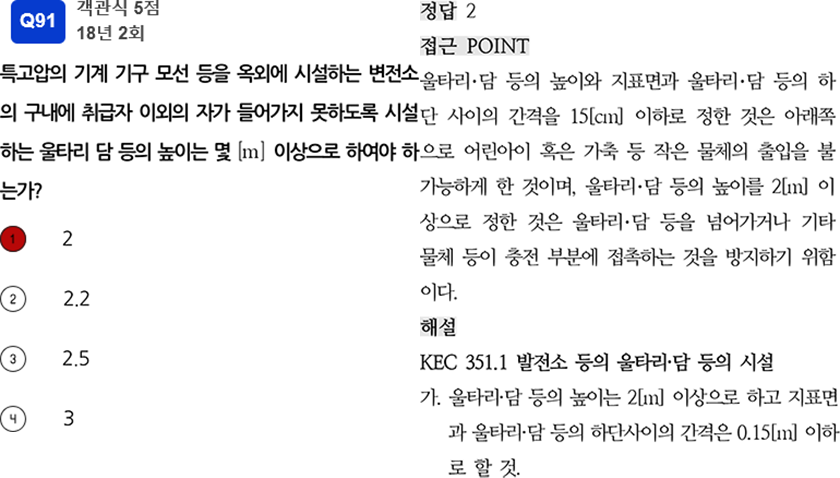 Q91
객관식 5점
18년 2회
특고압의 기계 기구 모선 등을 옥외에 시설하는 변전소
의 구내에 취급자 이외의 자가 들어가지 못하도록 시설
하는 울타리 담 등의 높이는 몇 [m] 이상으로 하여야 하
는가?
1 2
2 2.2
3 2.5
4 3
정답 2
접근 POINT
울타리·담 등의 높이와 지표면과 울타리·담 등의 하
단 사이의 간격을 15[cm] 이하로 정한 것은 아래쪽
으로 어린아이 혹은 가축 등 작은 물체의 출입을 불
가능하게 한 것이며, 울타리·담 등의 높이를 2[m] 이
상으로 정한 것은 울타리·담 등을 넘어가거나 기타
물체 등이 충전 부분에 접촉하는 것을 방지하기 위함
이다.
해설
KEC 351.1 발전소 등의 울타리·담 등의 시설
가. 울타리·담 등의 높이는 2[m] 이상으로 하고 지표면
과 울타리·담 등의 하단사이의 간격은 0.15[m] 이하
로 할 것.